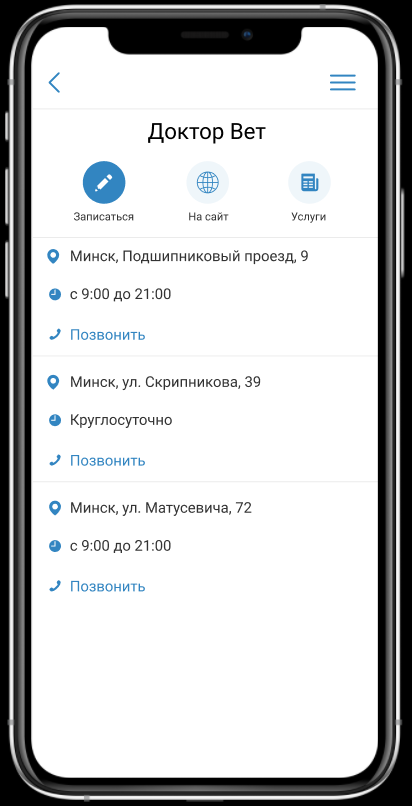 Доктор Вет
Записаться
На сайт
Услуги
Минск, Подшипниковый проезд, 9
с 9:00 до 21:00
Позвонить
Минск, ул. Скрипникова, 39
Круглосуточно
Позвонить
Минск, ул. Матусевича, 72
с 9:00 до 21:00
Позвонить